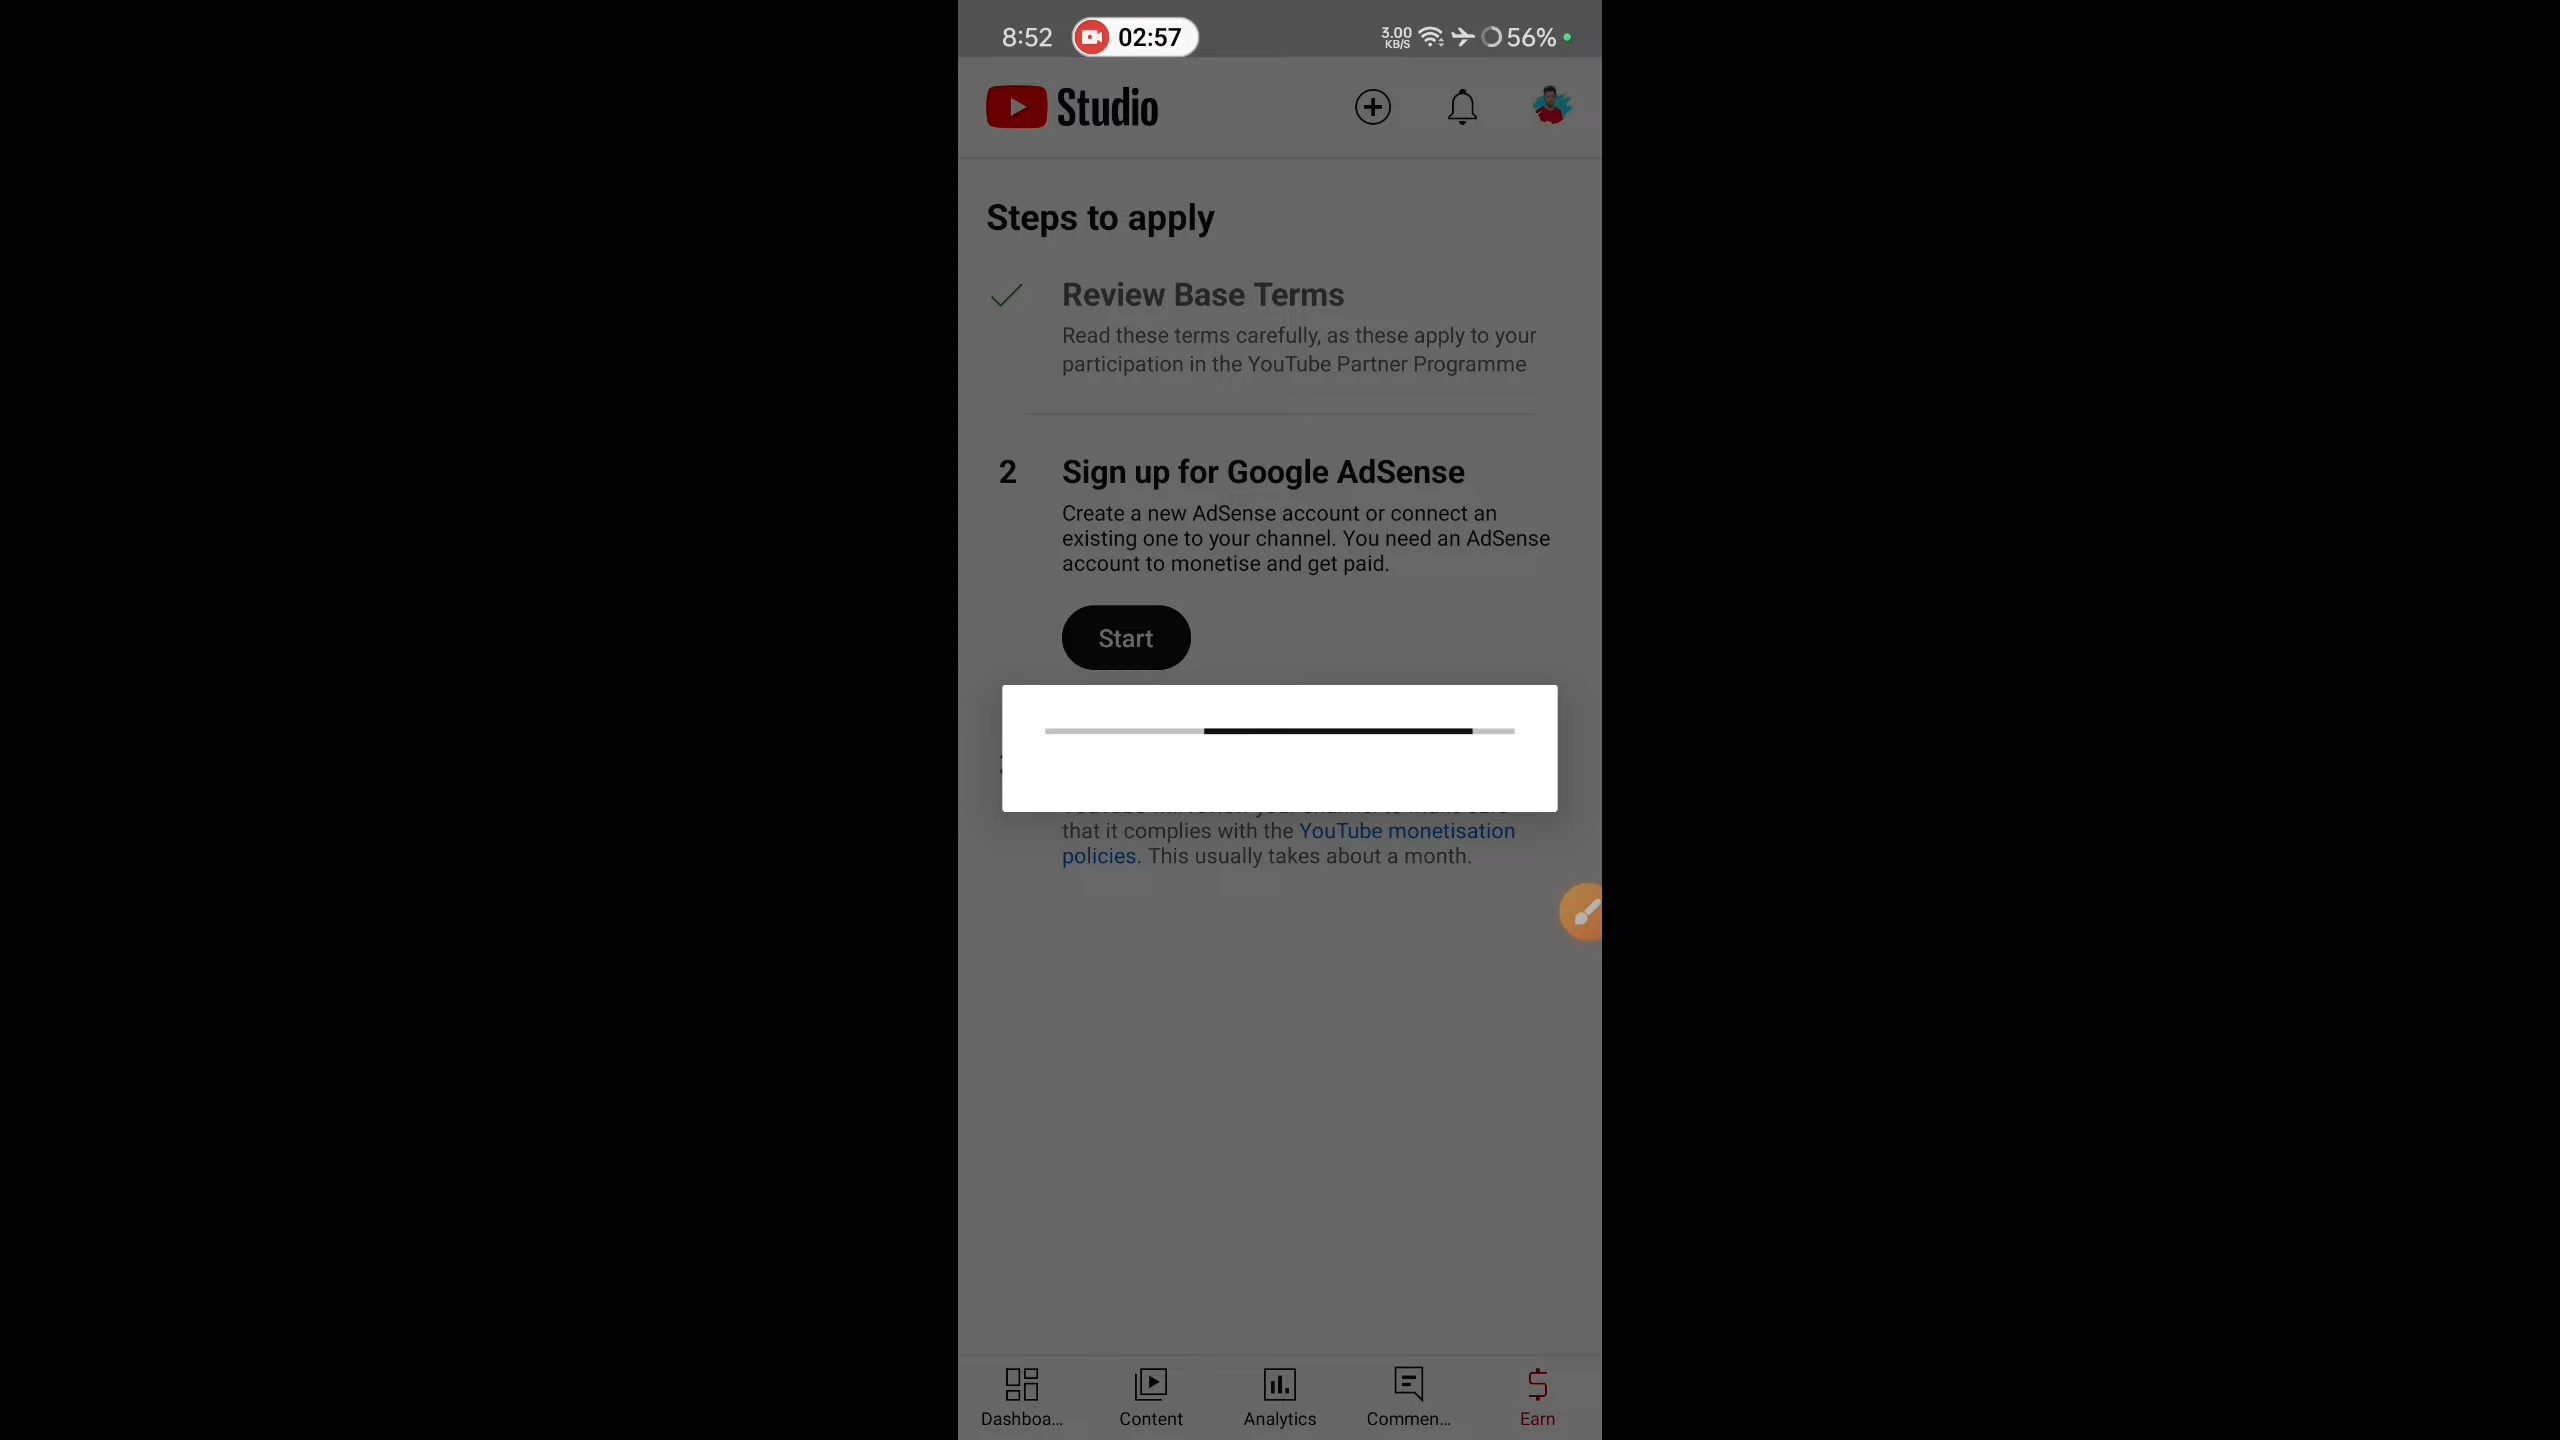 8:52 02:57 3.00 KB/S 56%
Studio
Steps to apply
Review Base Terms
Read these terms carefully, as these apply to your
participation in the YouTube Partner Programme
2 Sign up for Google AdSense
Create a new AdSense account or connect an
existing one to your channel. You need an AdSense
account to monetise and get paid.
Start
that it complies with the YouTube monetisation
policies. This usually takes about a month.
Dashboa... Content Analytics Commen... Earn